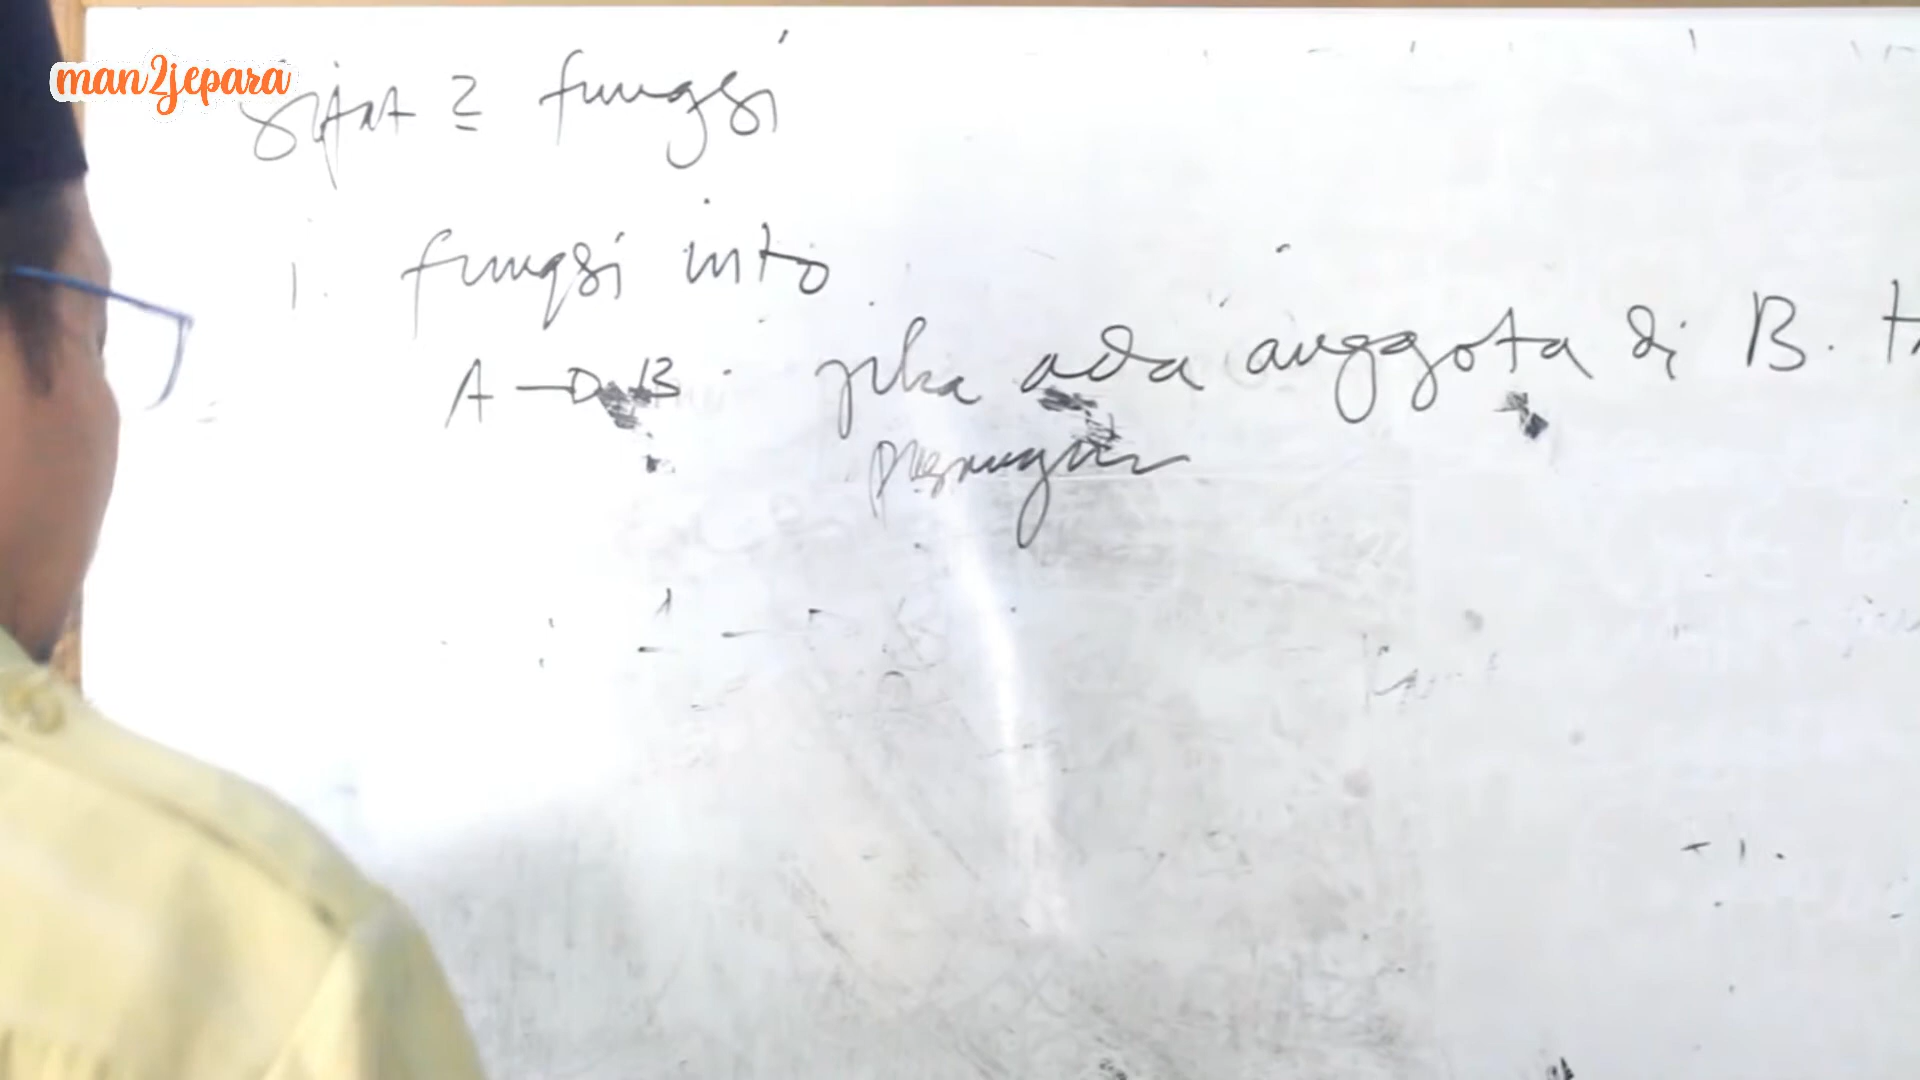 man2jepara
Sifat 2 fungsi
1. fungsi into
A → B. jika ada anggota di B.